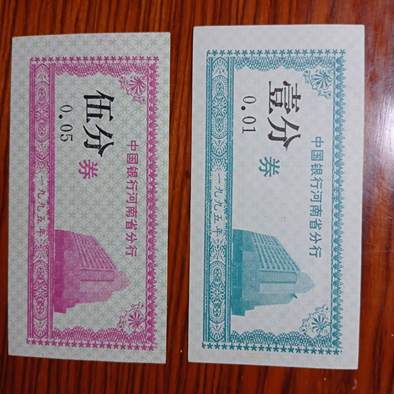 中国银行河南省分行
伍分
0.05
券
一九九五年
中国银行河南省分行
壹分
0.01
券
一九九五年